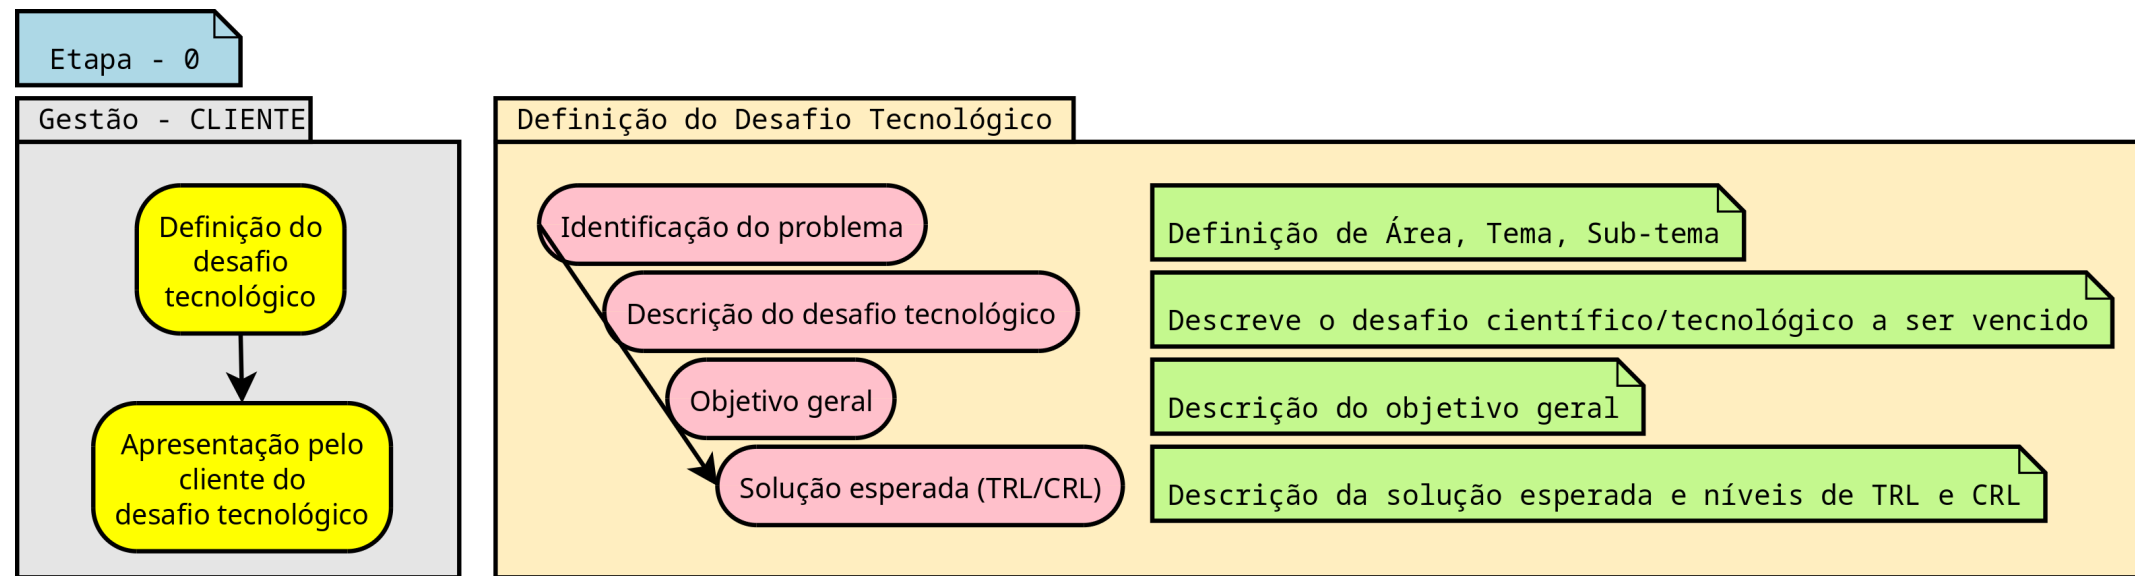 Etapa - 0
Gestão - CLIENTE
Definição do
desafio
tecnológico
Apresentação pelo
cliente do
desafio tecnológico
Definição do Desafio Tecnológico
Identificação do problema
Definição de Área, Tema, Sub-tema
Descrição do desafio tecnológico
Descreve o desafio científico/tecnológico a ser vencido
Objetivo geral
Descrição do objetivo geral
Solução esperada (TRL/CRL)
Descrição da solução esperada e níveis de TRL e CRL